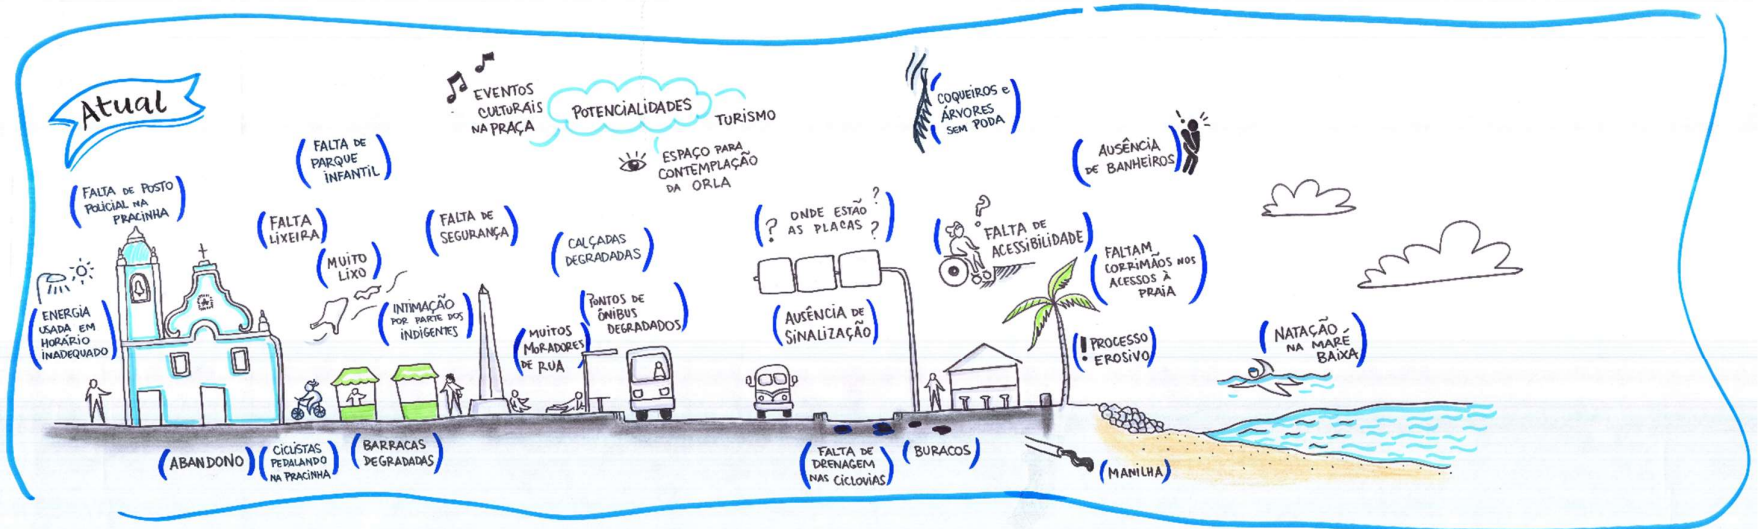 Atual
EVENTOS
CULTURAIS
NA PRAÇA
POTENCIALIDADES
TURISMO
ESPAÇO PARA
CONTEMPLAÇÃO
DA ORLA
COQUEIROS e
ÁRVORES
SEM PODA
AUSÊNCIA
DE BANHEIROS
FALTA DE
PARQUE
INFANTIL
FALTA DE POSTO
POLICIAL NA
PRACINHA
FALTA
LIXEIRA
MUITO
LIXO
FALTA DE
SEGURANÇA
CALÇADAS
DEGRADADAS
? ONDE ESTÃO ?
AS PLACAS ?
?
FALTA DE
ACESSIBILIDADE
FALTAM
CORRIMÃOS NOS
ACESSOS À
PRAIA
ENERGIA
USADA EM
HORÁRIO
INADEQUADO
INTIMAÇÃO
POR PARTE DOS
INDIGENTES
MUITOS
MORADORES
DE RUA
PONTOS DE
ÔNIBUS
DEGRADADOS
AUSÊNCIA DE
SINALIZAÇÃO
! PROCESSO
EROSIVO
NATAÇÃO
NA MARÉ
BAIXA
ABANDONO
CICLISTAS
PEDALANDO
NA PRACINHA
BARRACAS
DEGRADADAS
FALTA DE
DRENAGEM
NAS CICLOVIAS
BURACOS
MANILHA